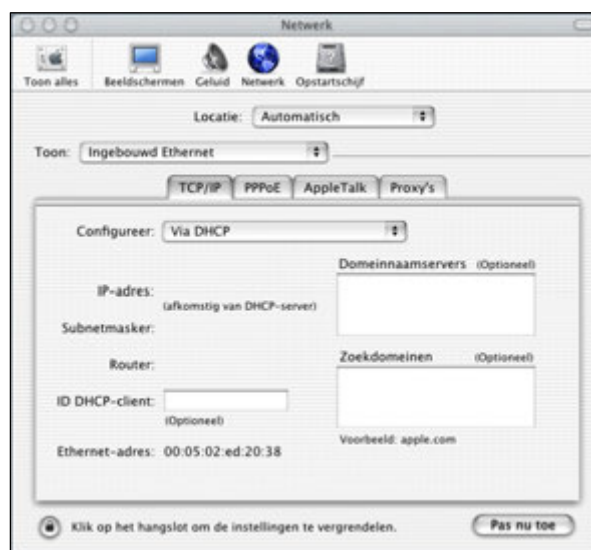 Netwerk
Toon alles
Beeldschermen
Geluid
Netwerk
Opstartschijf
Locatie: Automatisch
Toon: Ingebouwd Ethernet
TCP/IP
PPPoE
AppleTalk
Proxy's
Configureer: Via DHCP
Domeinnaamservers (Optioneel)
IP-adres:
(afkomstig van DHCP-server)
Subnetmasker:
Router:
Zoekdomeinen (Optioneel)
ID DHCP-client:
(Optioneel)
Voorbeeld: apple.com
Ethernet-adres: 00:05:02:ed:20:38
Klik op het hangslot om de instellingen te vergrendelen.
Pas nu toe